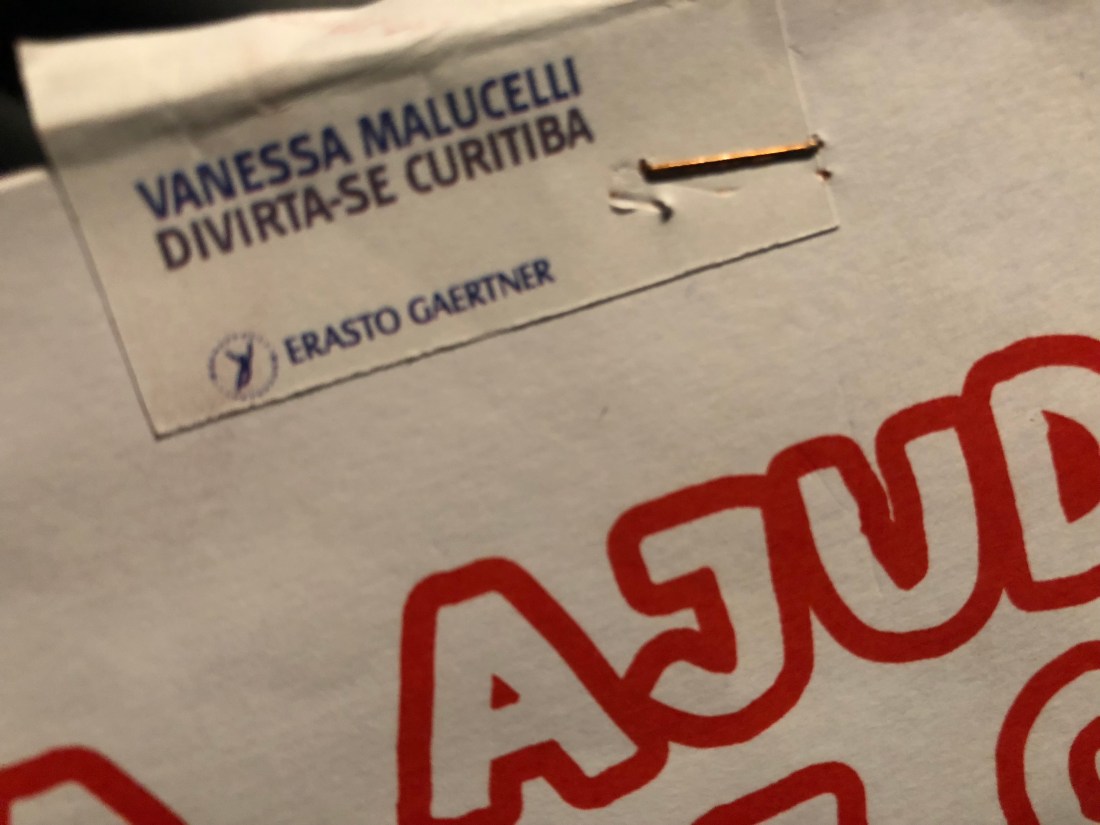 VANESSA MALUCELLI
DIVIRTA-SE CURITIBA
ERASTO GAERTNER
AJUD